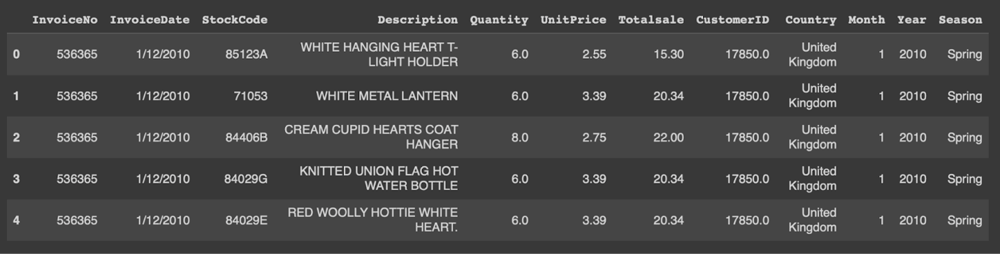 InvoiceNo InvoiceDate StockCode Description Quantity UnitPrice Totalsale CustomerID Country Month Year Season
0 536365 1/12/2010 85123A WHITE HANGING HEART T-
LIGHT HOLDER 6.0 2.55 15.30 17850.0 United
Kingdom 1 2010 Spring
1 536365 1/12/2010 71053 WHITE METAL LANTERN 6.0 3.39 20.34 17850.0 United
Kingdom 1 2010 Spring
2 536365 1/12/2010 84406B CREAM CUPID HEARTS COAT
HANGER 8.0 2.75 22.00 17850.0 United
Kingdom 1 2010 Spring
3 536365 1/12/2010 84029G KNITTED UNION FLAG HOT
WATER BOTTLE 6.0 3.39 20.34 17850.0 United
Kingdom 1 2010 Spring
4 536365 1/12/2010 84029E RED WOOLLY HOTTIE WHITE
HEART. 6.0 3.39 20.34 17850.0 United
Kingdom 1 2010 Spring